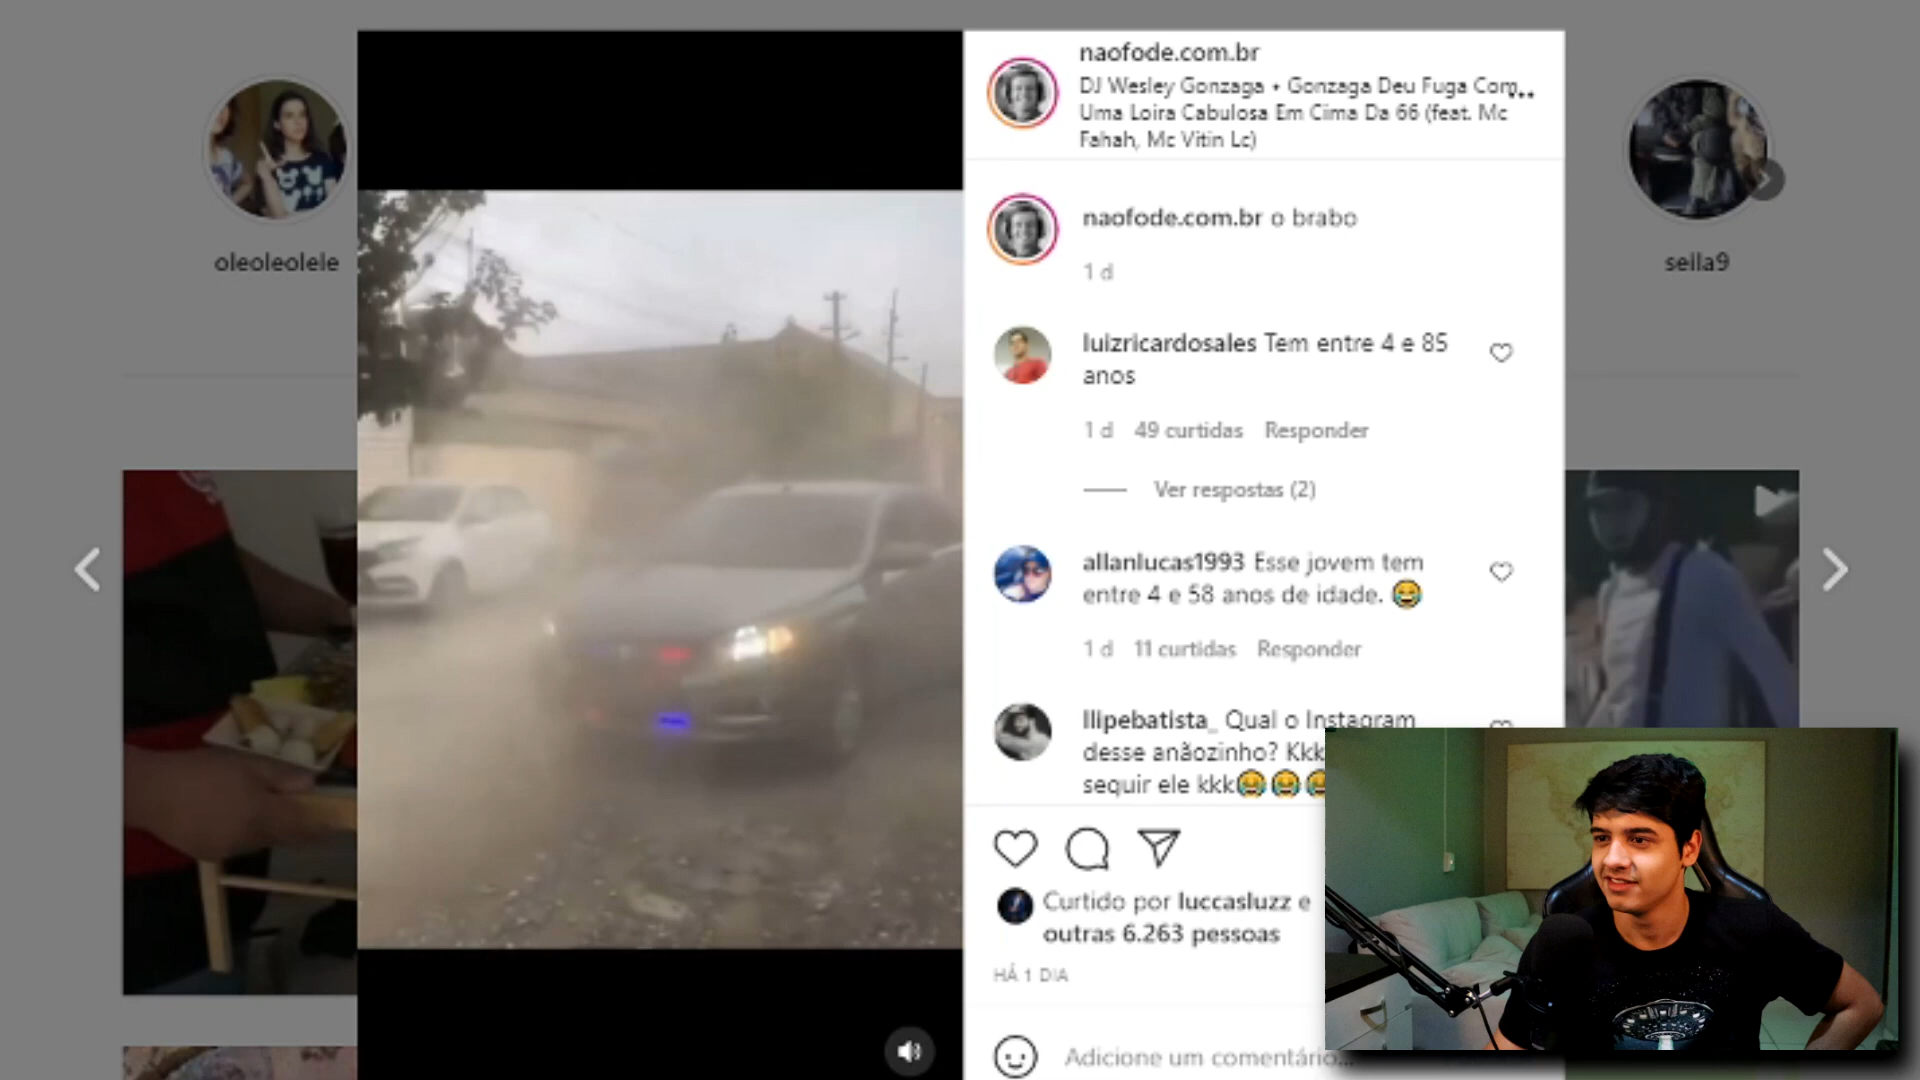 naofode.com.br
DJ Wesley Gonzaga • Gonzaga Deu Fuga Com
Uma Loira Cabulosa Em Cima Da 66 (feat. Mc
Fahah, Mc Vitin Lc)
oleoleolele
seila9
naofode.com.br o brabo
1 d
luizricardosales Tem entre 4 e 85
anos
1 d 49 curtidas Responder
Ver respostas (2)
allanlucas1993 Esse jovem tem
entre 4 e 58 anos de idade. 😂
1 d 11 curtidas Responder
llipebatista_ Qual o Instagram
desse anãozinho? Kkk
sequir ele kkk😂😂😂
Curtido por luccasluzz e
outras 6.263 pessoas
HÁ 1 DIA
Adicione um comentário...